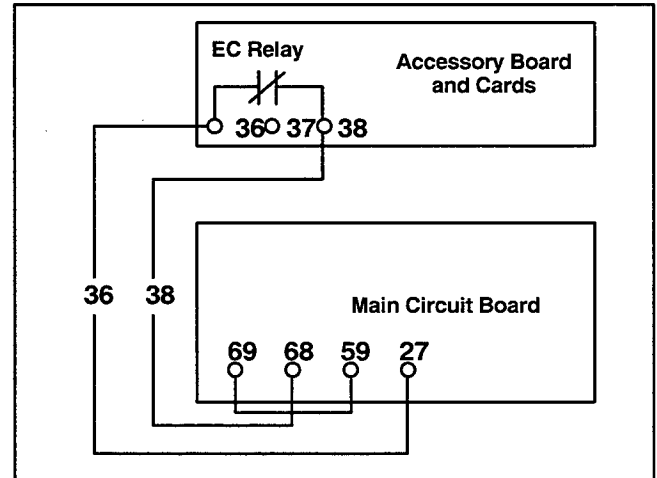 EC Relay
Accessory Board
and Cards
36 37 38
36 38
Main Circuit Board
69 68 59 27